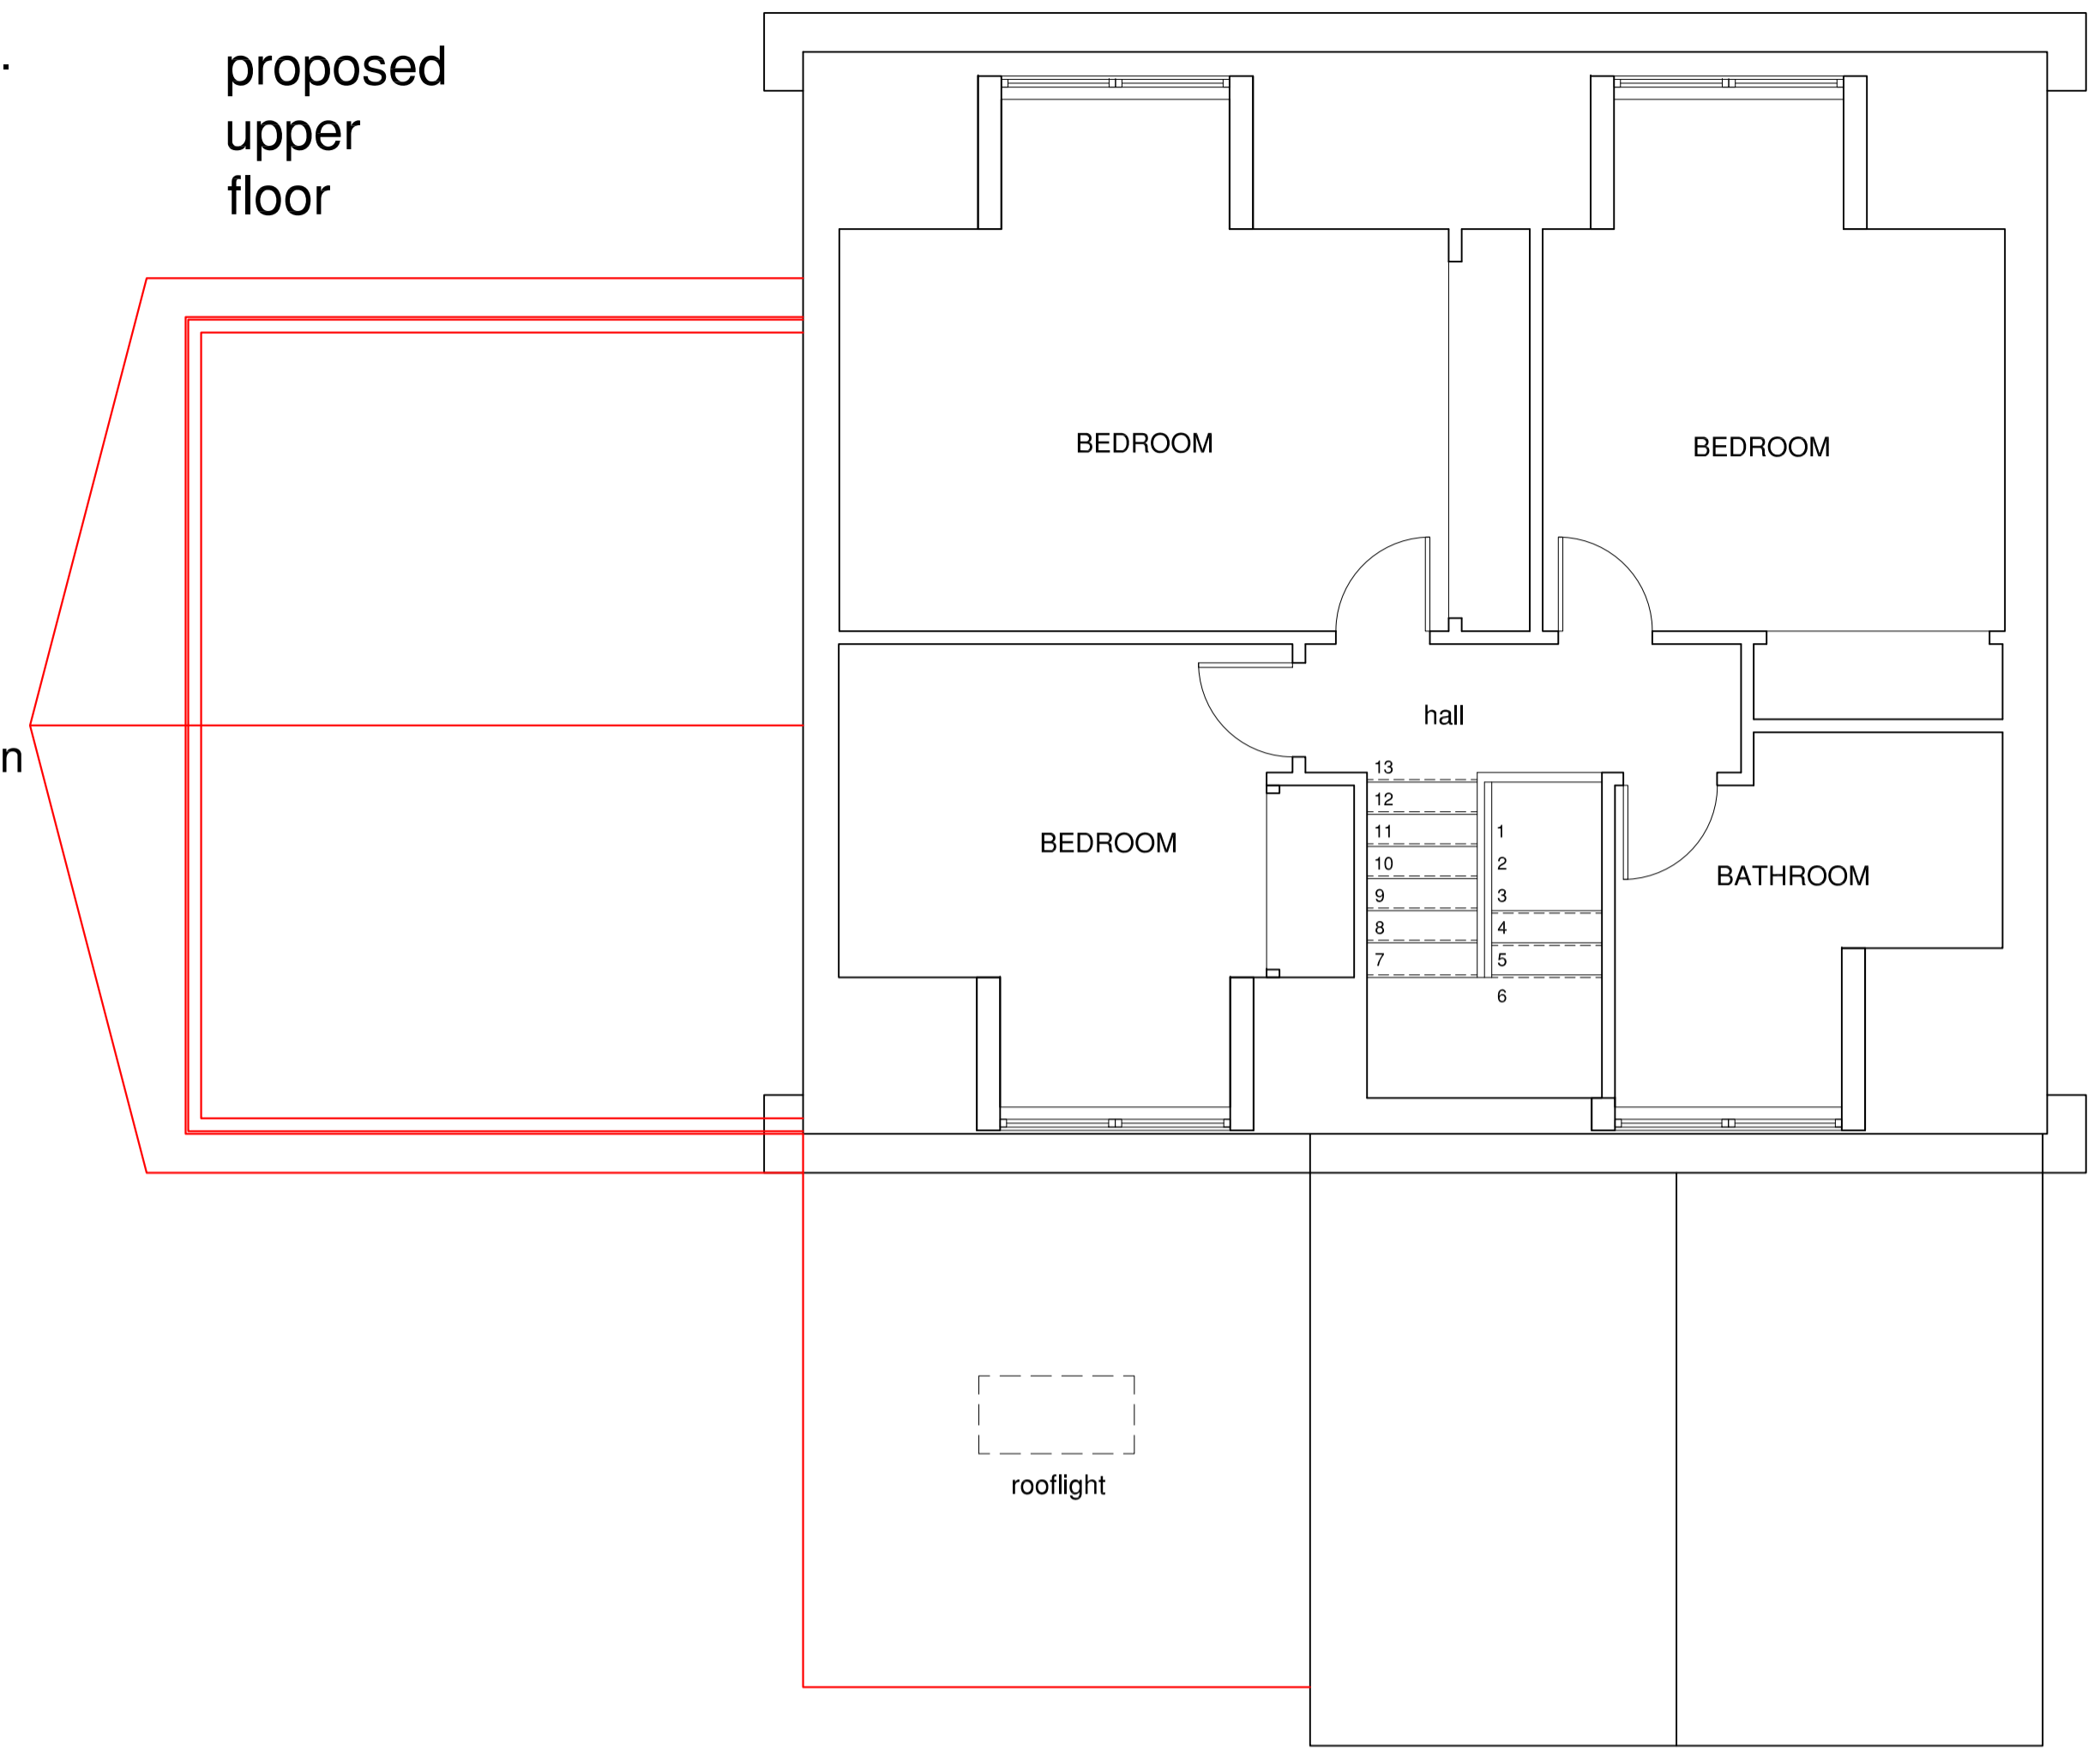 .
proposed
upper
floor
BEDROOM
BEDROOM
hall
n
13
12
11
10
9
8
7
1
2
3
4
5
6
BEDROOM
BATHROOM
rooflight